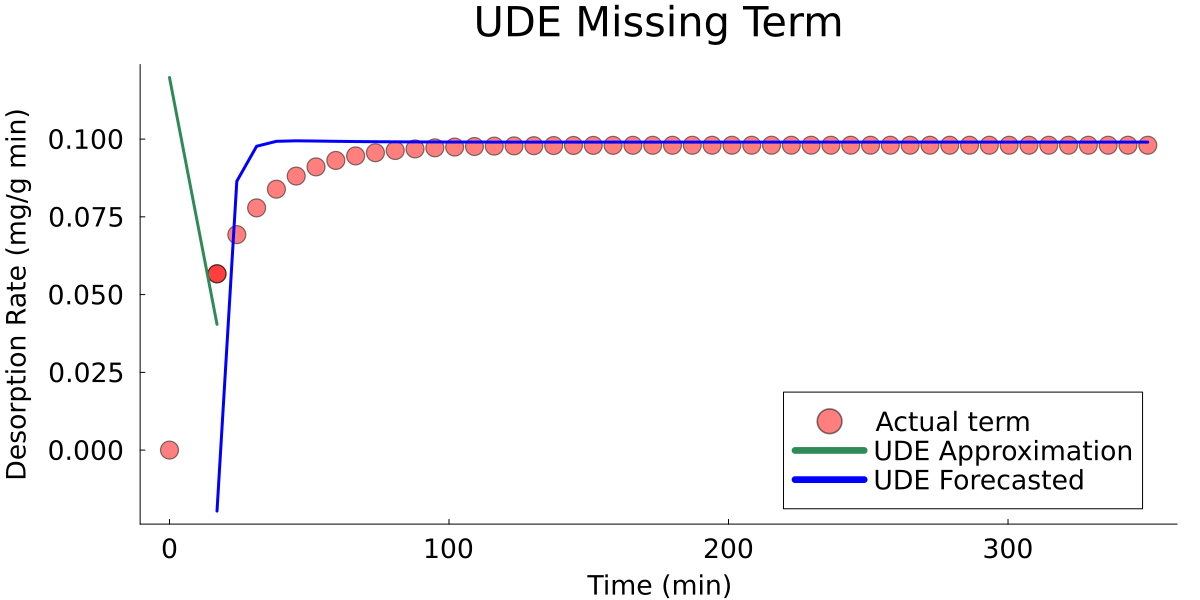 UDE Missing Term
Desorption Rate (mg/g min)
0.100
0.075
0.050
0.025
0.000
Actual term
UDE Approximation
UDE Forecasted
0
100
200
300
Time (min)